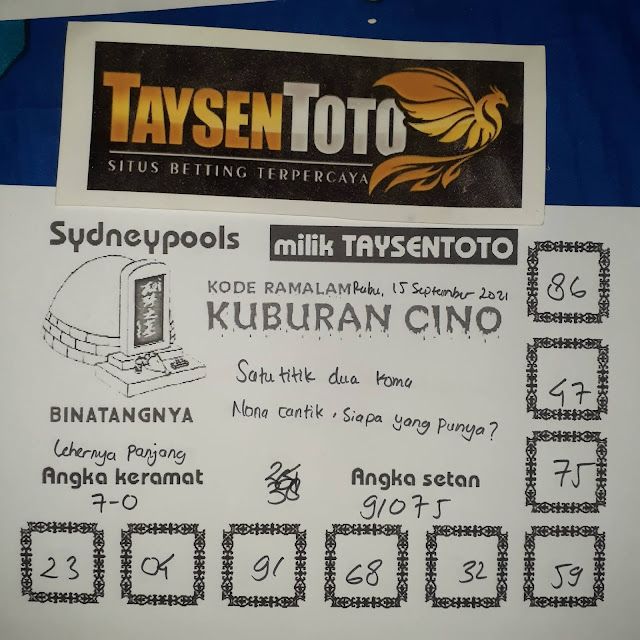 TAYSENTOTO
SITUS BETTING TERPERCAYA
Sydneypools
milik TAYSENTOTO
KODE RAMALAM Rabu, 15 September 2021
KUBURAN CINO
Satu titik dua koma
Nona cantik, siapa yang punya?
BINATANGNYA
Lehernya panjang
Angka keramat
7-0
Angka setan
91075
86
47
75
23
04
91
68
32
59